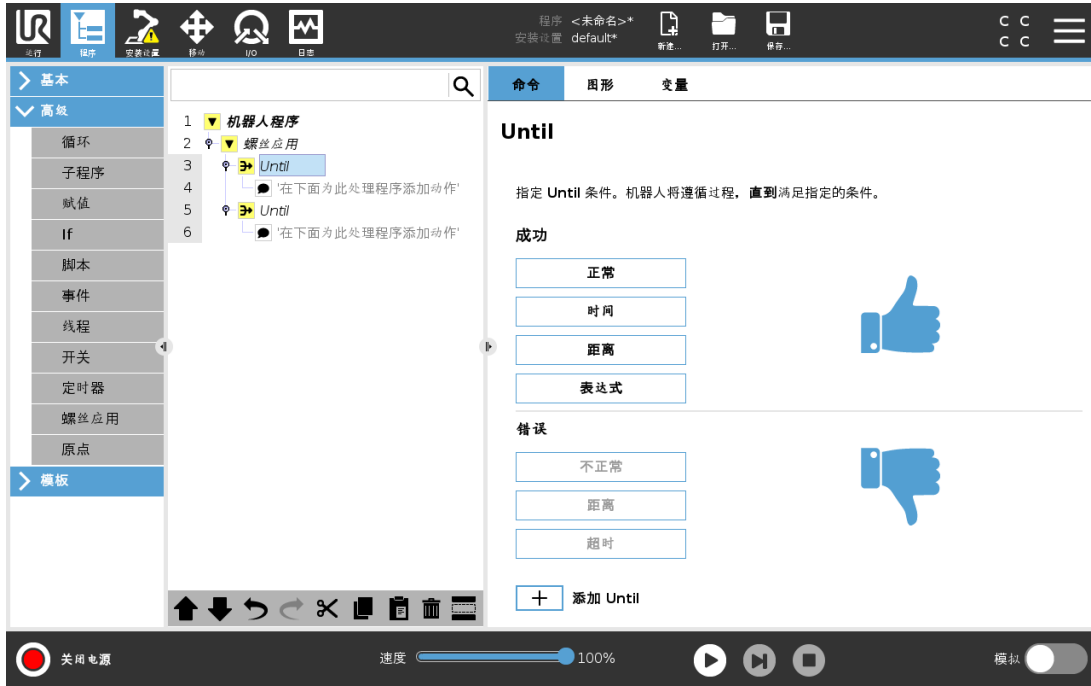 UR
运行
程序
安装设置
移动
I/O
日志
程序 <未命名>*
安装设置 default*
新建...
打开...
保存...
C C
C C
基本
高级
循环
子程序
赋值
If
脚本
事件
线程
开关
定时器
螺丝应用
原点
模板
1 机器人程序
2 螺丝应用
3 Until
4 '在下面为此处理程序添加动作'
5 Until
6 '在下面为此处理程序添加动作'
命令 图形 变量
Until
指定 Until 条件。机器人将遵循过程，直到满足指定的条件。
成功
正常
时间
距离
表达式
错误
不正常
距离
超时
添加 Until
关闭电源
速度 100%
模拟